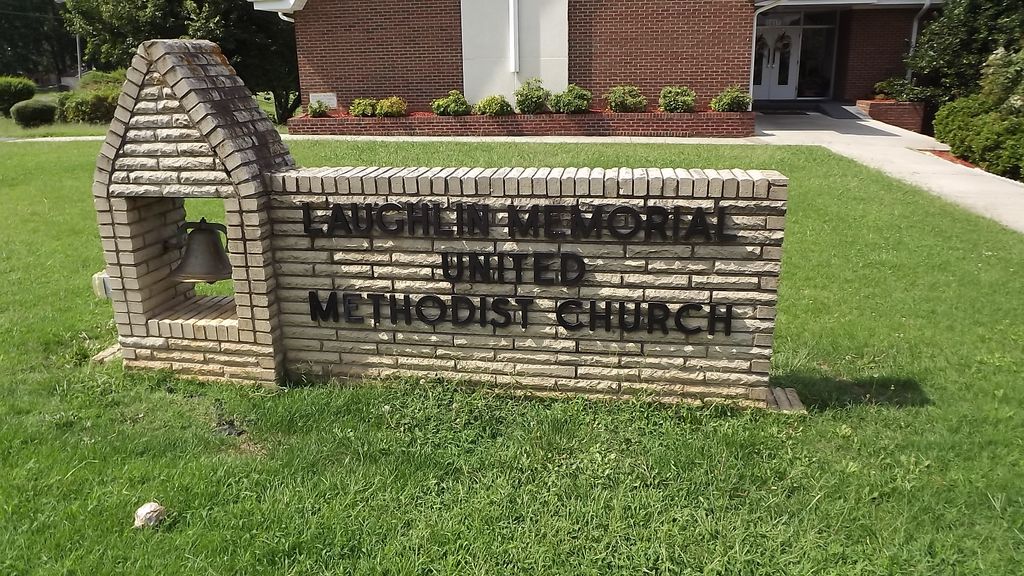 LAUGHLIN MEMORIAL
UNITED
METHODIST CHURCH